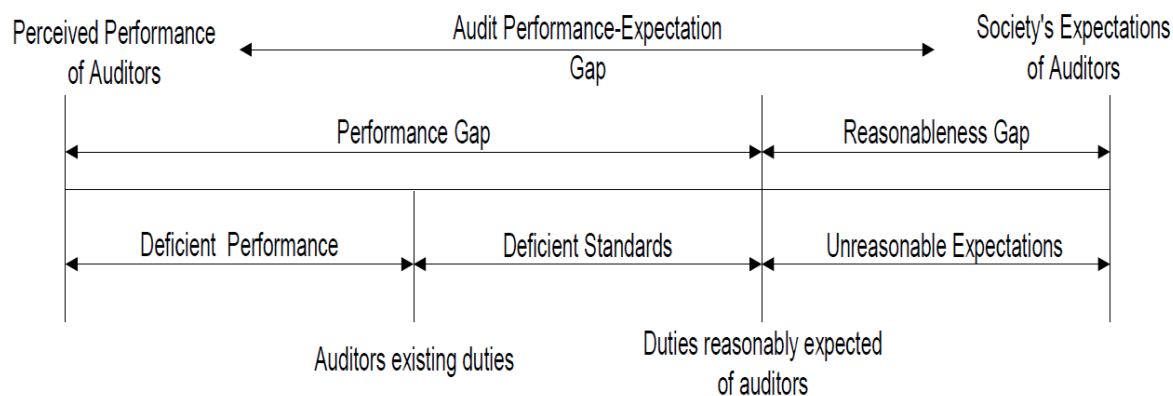 Perceived Performance
of Auditors
Audit Performance-Expectation
Gap
Society's Expectations
of Auditors
Performance Gap
Reasonableness Gap
Deficient Performance
Deficient Standards
Unreasonable Expectations
Auditors existing duties
Duties reasonably expected
of auditors